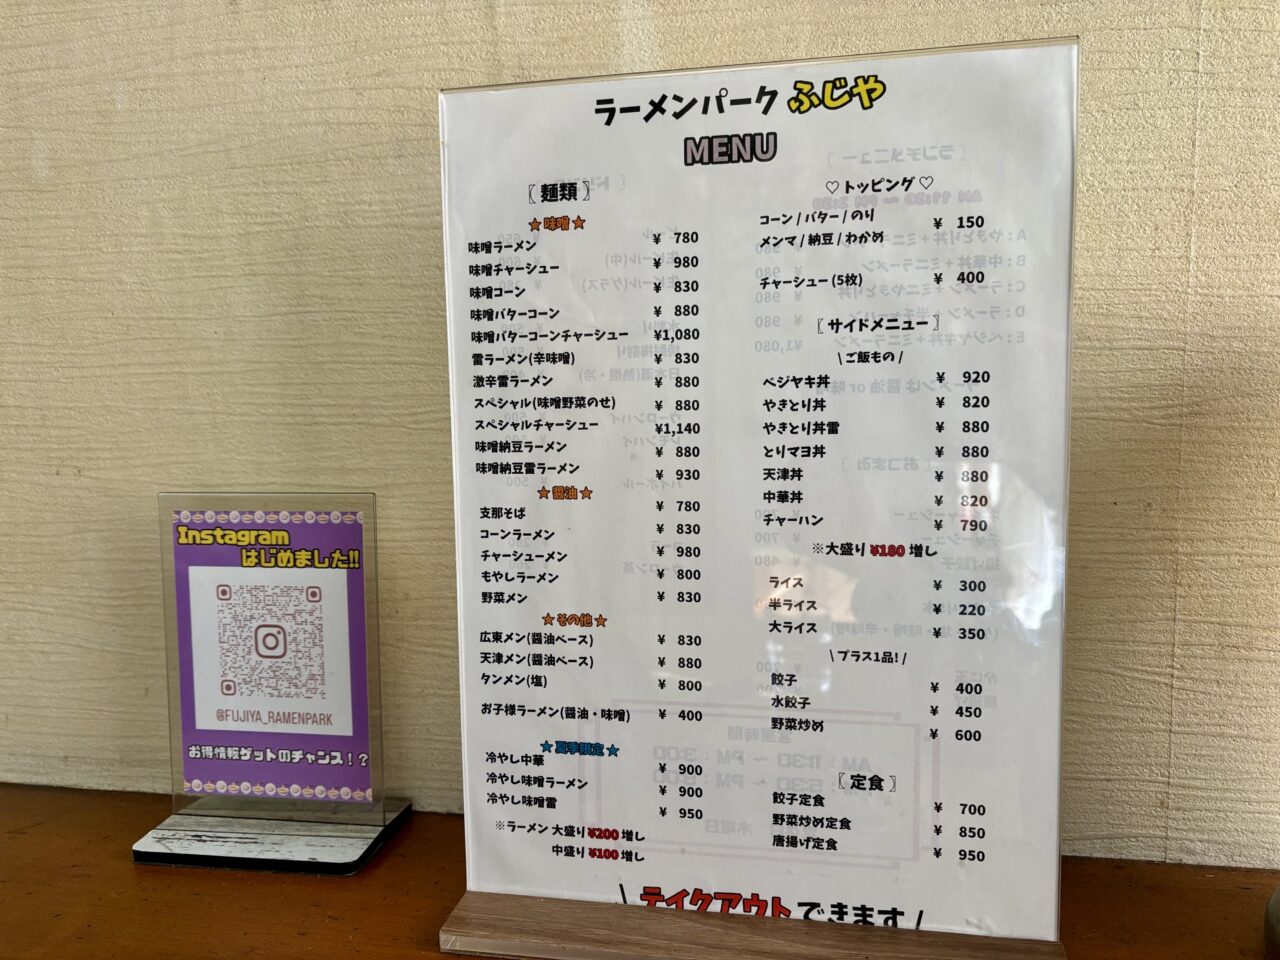 ラーメンパーク ふじや
MENU
〖 麺類 〗
★味噌★
味噌ラーメン ¥ 780
味噌チャーシュー ¥ 980
味噌コーン ¥ 830
味噌バターコーン ¥ 880
味噌バターコーンチャーシュー ¥1,080
雷ラーメン(辛味噌) ¥ 830
激辛雷ラーメン ¥ 880
スペシャル(味噌野菜のせ) ¥ 880
スペシャルチャーシュー ¥1,140
味噌納豆ラーメン ¥ 880
味噌納豆雷ラーメン ¥ 930
★醤油★
支那そば ¥ 780
コーンラーメン ¥ 830
チャーシューメン ¥ 980
もやしラーメン ¥ 800
野菜メン ¥ 830
★その他★
広東メン(醤油ベース) ¥ 830
天津メン(醤油ベース) ¥ 880
タンメン(塩) ¥ 800
お子様ラーメン(醤油・味噌) ¥ 400
★夏季限定★
冷やし中華 ¥ 900
冷やし味噌ラーメン ¥ 900
冷やし味噌雷 ¥ 950
※ラーメン 大盛り ¥200 増し
中盛り ¥100 増し
♡トッピング♡
コーン / バター / のり ¥ 150
メンマ / 納豆 / わかめ
チャーシュー (5枚) ¥ 400
〖 サイドメニュー 〗
\ ご飯もの /
ベジヤキ丼 ¥ 920
やきとり丼 ¥ 820
やきとり丼雷 ¥ 880
とりマヨ丼 ¥ 880
天津丼 ¥ 880
中華丼 ¥ 820
チャーハン ¥ 790
※大盛り ¥180 増し
ライス ¥ 300
半ライス ¥ 220
大ライス ¥ 350
\ プラス1品! /
餃子 ¥ 400
水餃子 ¥ 450
野菜炒め ¥ 600
〖 定食 〗
餃子定食 ¥ 700
野菜炒め定食 ¥ 850
唐揚げ定食 ¥ 950
\ テイクアウトできます /
Instagram
はじめました!!
@FUJIYA_RAMENPARK
お得情報ゲットのチャンス！？